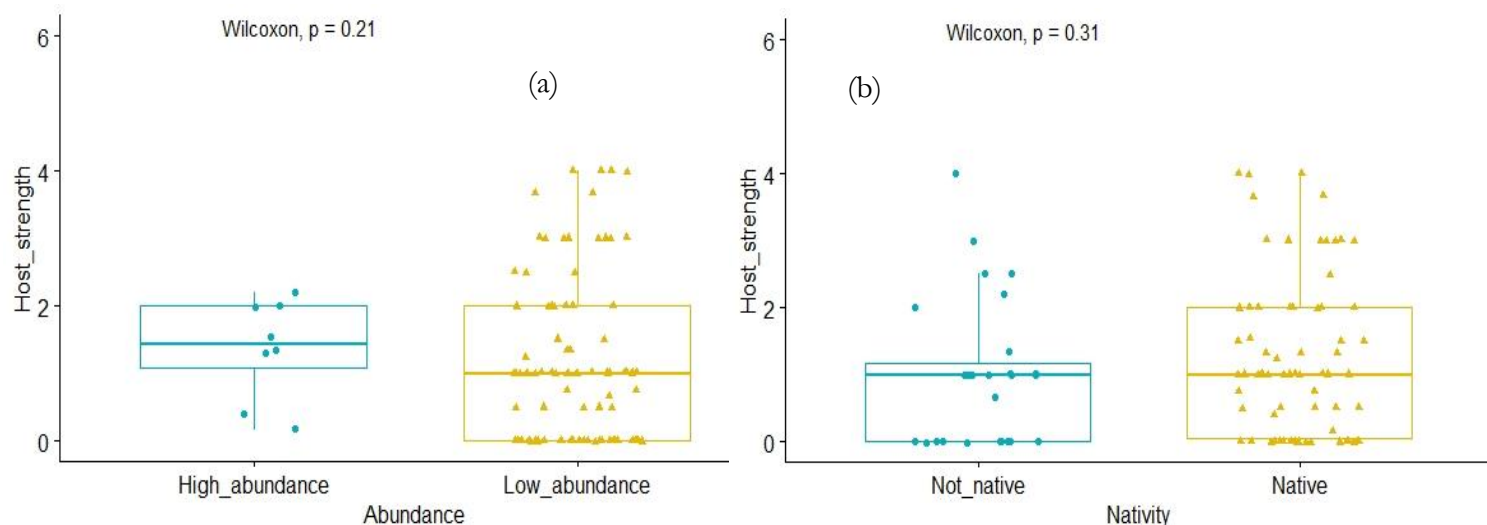 Wilcoxon, p = 0.21
(a)
6
4
2
0
Host_strength
High_abundance
Low_abundance
Abundance
Wilcoxon, p = 0.31
(b)
6
4
2
0
Host_strength
Not_native
Native
Nativity